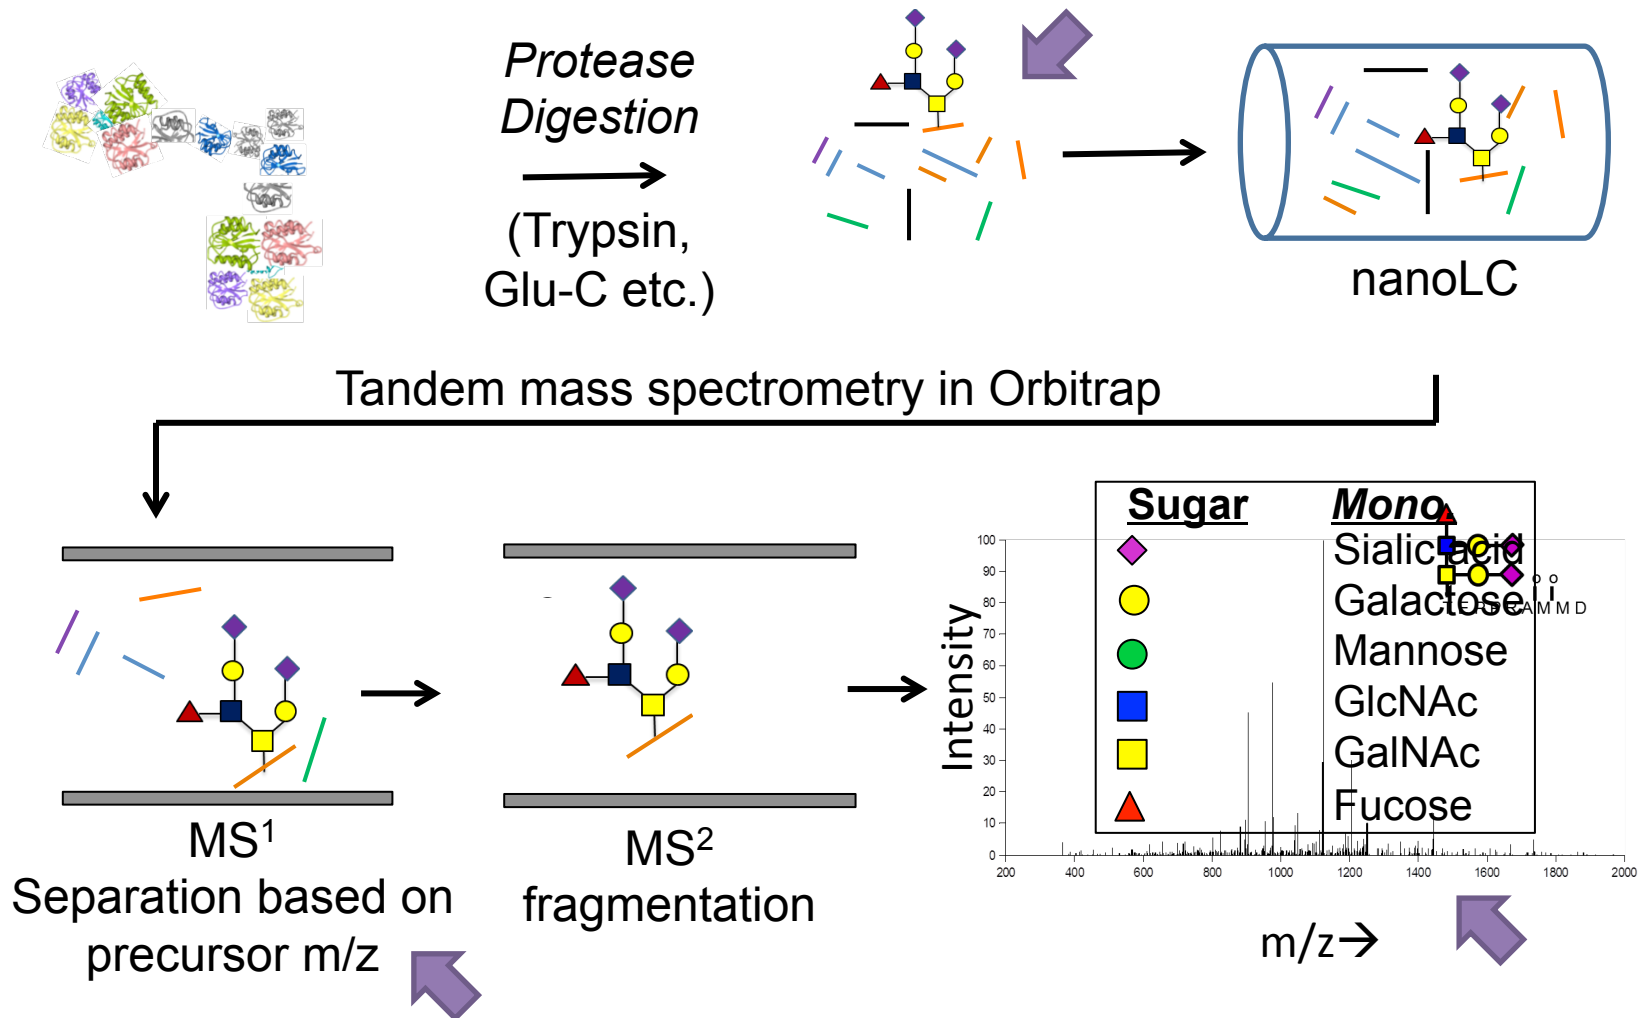 Protease
Digestion
(Trypsin,
Glu-C etc.)
nanoLC
Tandem mass spectrometry in Orbitrap
MS1
Separation based on
precursor m/z
MS2
fragmentation
Intensity
100
90
80
70
60
50
40
30
20
10
0
200 400 600 800 1000 1200 1400 1600 1800 2000
m/z→
Sugar Mono.
Sialic acid
Galactose
Mannose
GlcNAc
GalNAc
Fucose
o o
RAMMD